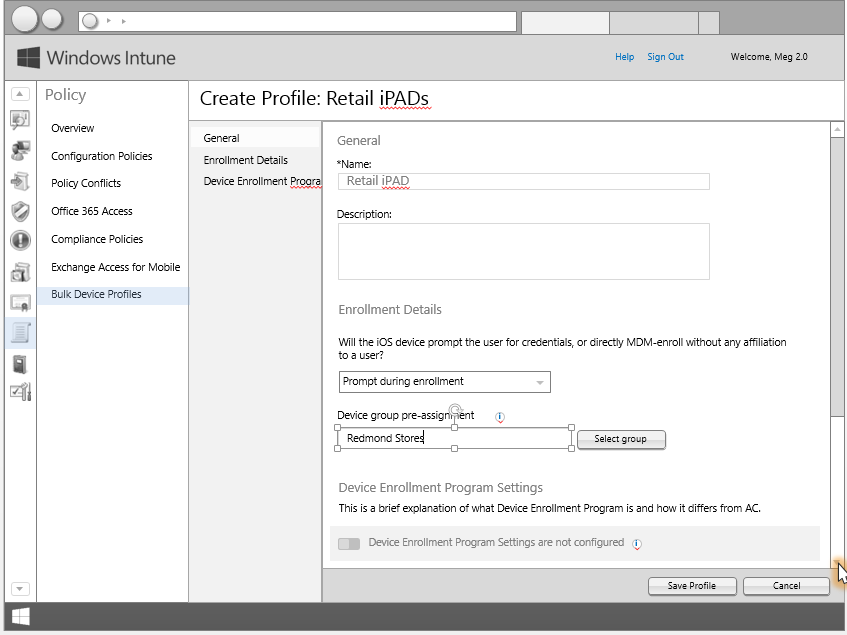 Windows Intune
Help
Sign Out
Welcome, Meg 2.0
Policy
Overview
Configuration Policies
Policy Conflicts
Office 365 Access
Compliance Policies
Exchange Access for Mobile
Bulk Device Profiles
Create Profile: Retail iPADs
General
Enrollment Details
Device Enrollment Progra
General
*Name:
Retail iPAD
Description:
Enrollment Details
Will the iOS device prompt the user for credentials, or directly MDM-enroll without any affiliation
to a user?
Prompt during enrollment
Device group pre-assignment
Redmond Stores
Select group
Device Enrollment Program Settings
This is a brief explanation of what Device Enrollment Program is and how it differs from AC.
Device Enrollment Program Settings are not configured
Save Profile
Cancel